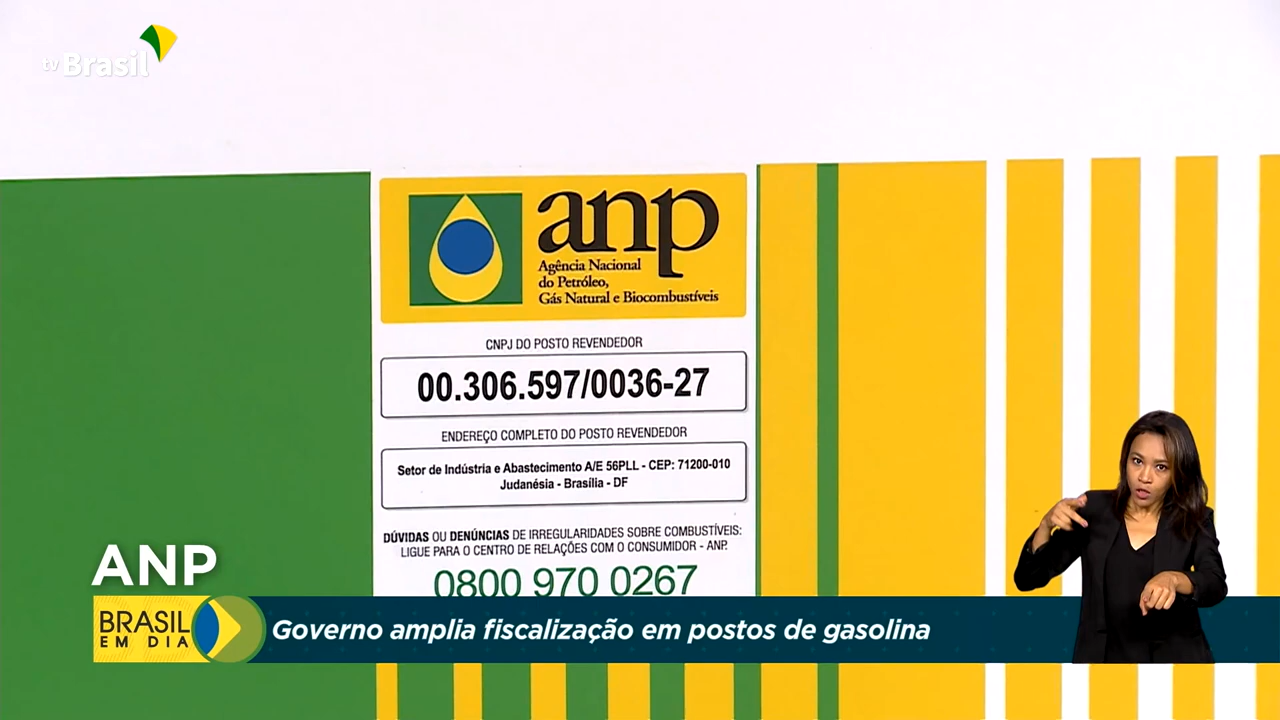 tv Brasil
anp
Agência Nacional
do Petróleo,
Gás Natural e Biocombustíveis
CNPJ DO POSTO REVENDEDOR
00.306.597/0036-27
ENDEREÇO COMPLETO DO POSTO REVENDEDOR
Setor de Indústria e Abastecimento A/E 56PLL - CEP: 71200-010
Judanésia - Brasília - DF
DÚVIDAS OU DENÚNCIAS DE IRREGULARIDADES SOBRE COMBUSTÍVEIS:
LIGUE PARA O CENTRO DE RELAÇÕES COM O CONSUMIDOR - ANP.
0800 970 0267
ANP
BRASIL
EM DIA
Governo amplia fiscalização em postos de gasolina